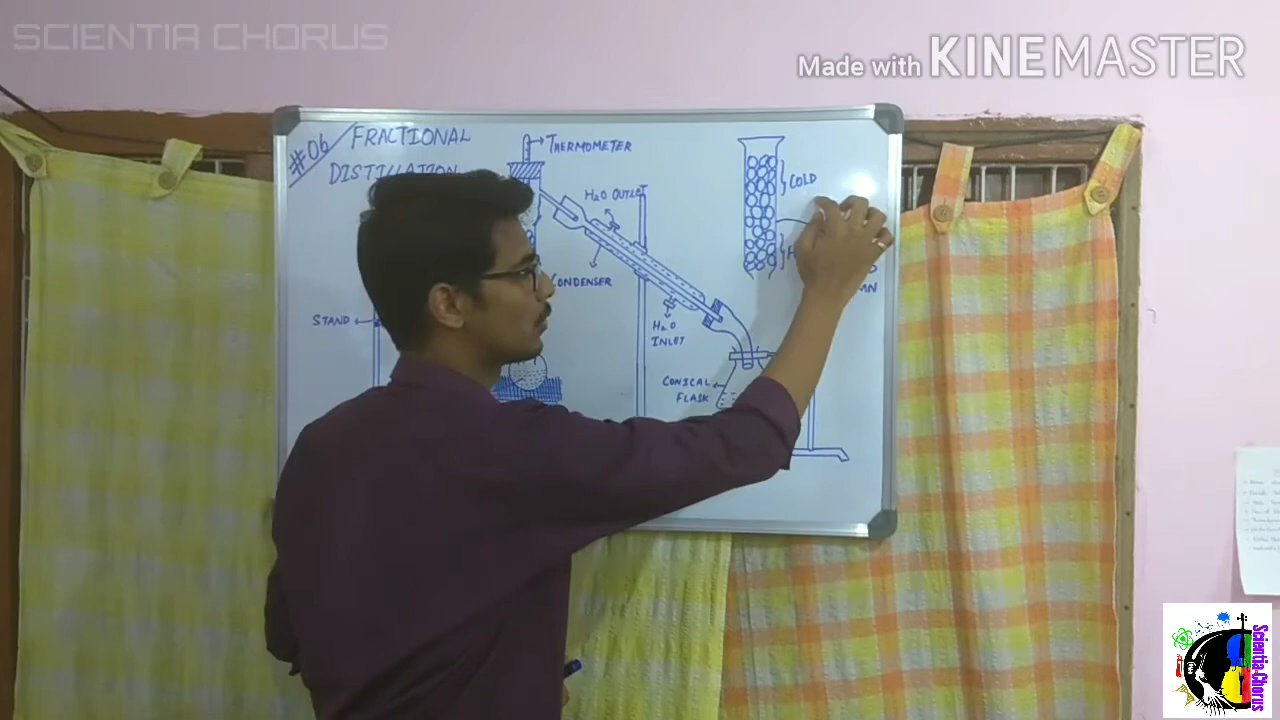 SCIENTIA CHORUS
Made with KINEMASTER
#06
FRACTIONAL
DISTILLATION
THERMOMETER
H₂O OUTLET
COLD
CONDENSER
STAND
H₂O
INLET
CONICAL
FLASK
Scientia-Chorus